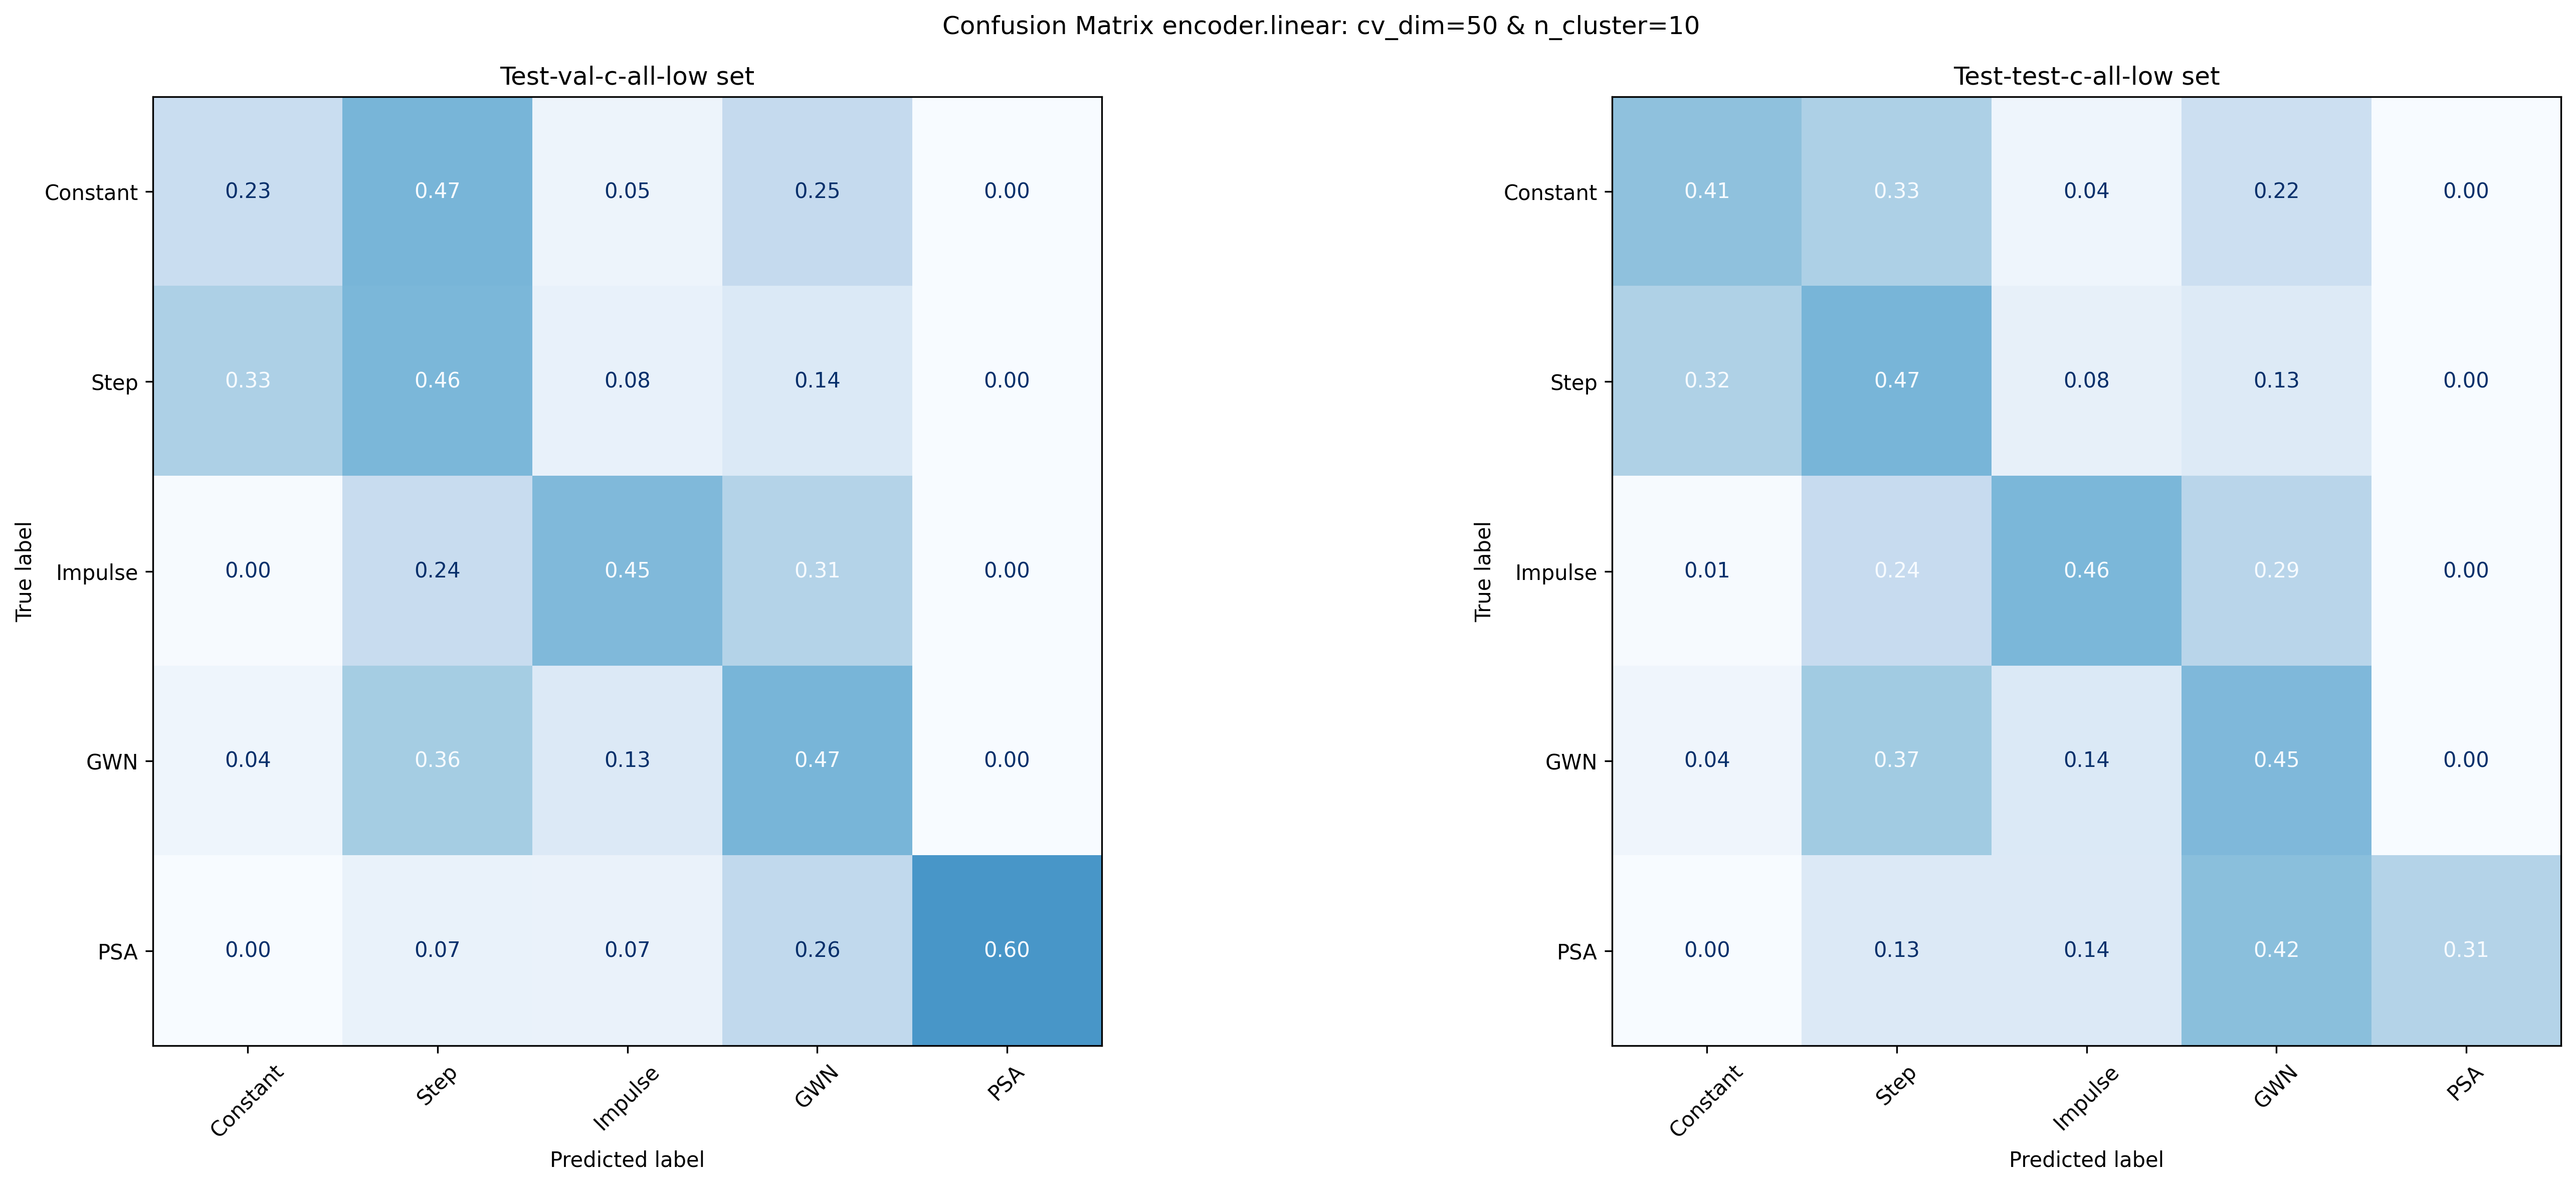 Confusion Matrix encoder.linear: cv_dim=50 & n_cluster=10
Test-val-c-all-low set
True label
Constant 0.23 0.47 0.05 0.25 0.00
Step 0.33 0.46 0.08 0.14 0.00
Impulse 0.00 0.24 0.45 0.31 0.00
GWN 0.04 0.36 0.13 0.47 0.00
PSA 0.00 0.07 0.07 0.26 0.60
Constant Step Impulse GWN PSA
Predicted label
Test-test-c-all-low set
True label
Constant 0.41 0.33 0.04 0.22 0.00
Step 0.32 0.47 0.08 0.13 0.00
Impulse 0.01 0.24 0.46 0.29 0.00
GWN 0.04 0.37 0.14 0.45 0.00
PSA 0.00 0.13 0.14 0.42 0.31
Constant Step Impulse GWN PSA
Predicted label